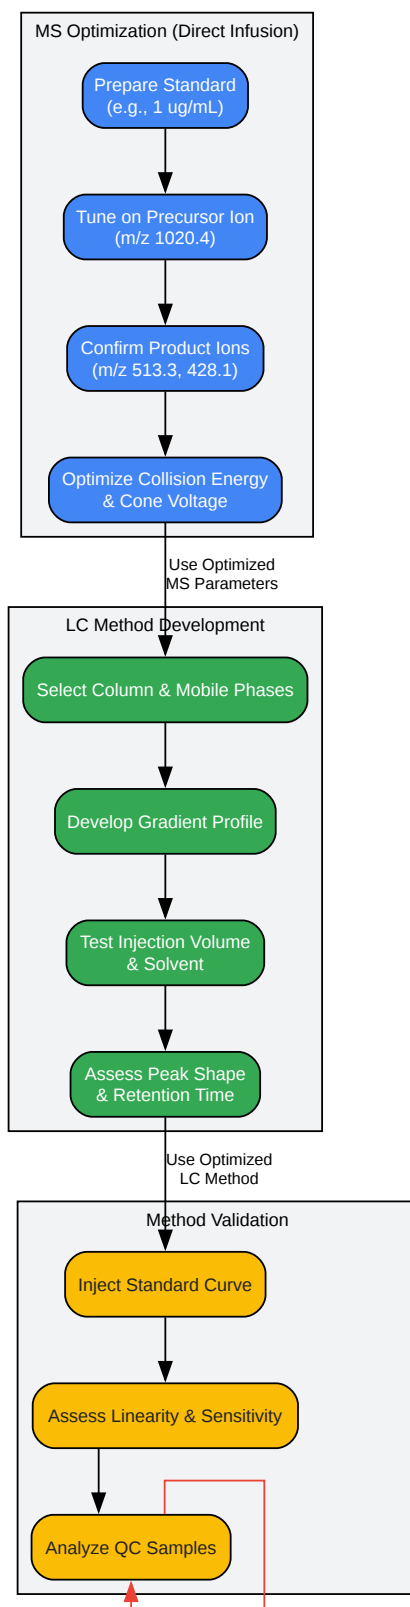 MS Optimization (Direct Infusion)
Prepare Standard
(e.g., 1 ug/mL)
Tune on Precursor Ion
(m/z 1020.4)
Confirm Product Ions
(m/z 513.3, 428.1)
Optimize Collision Energy
& Cone Voltage
Use Optimized
MS Parameters
LC Method Development
Select Column & Mobile Phases
Develop Gradient Profile
Test Injection Volume
& Solvent
Assess Peak Shape
& Retention Time
Use Optimized
LC Method
Method Validation
Inject Standard Curve
Assess Linearity & Sensitivity
Analyze QC Samples